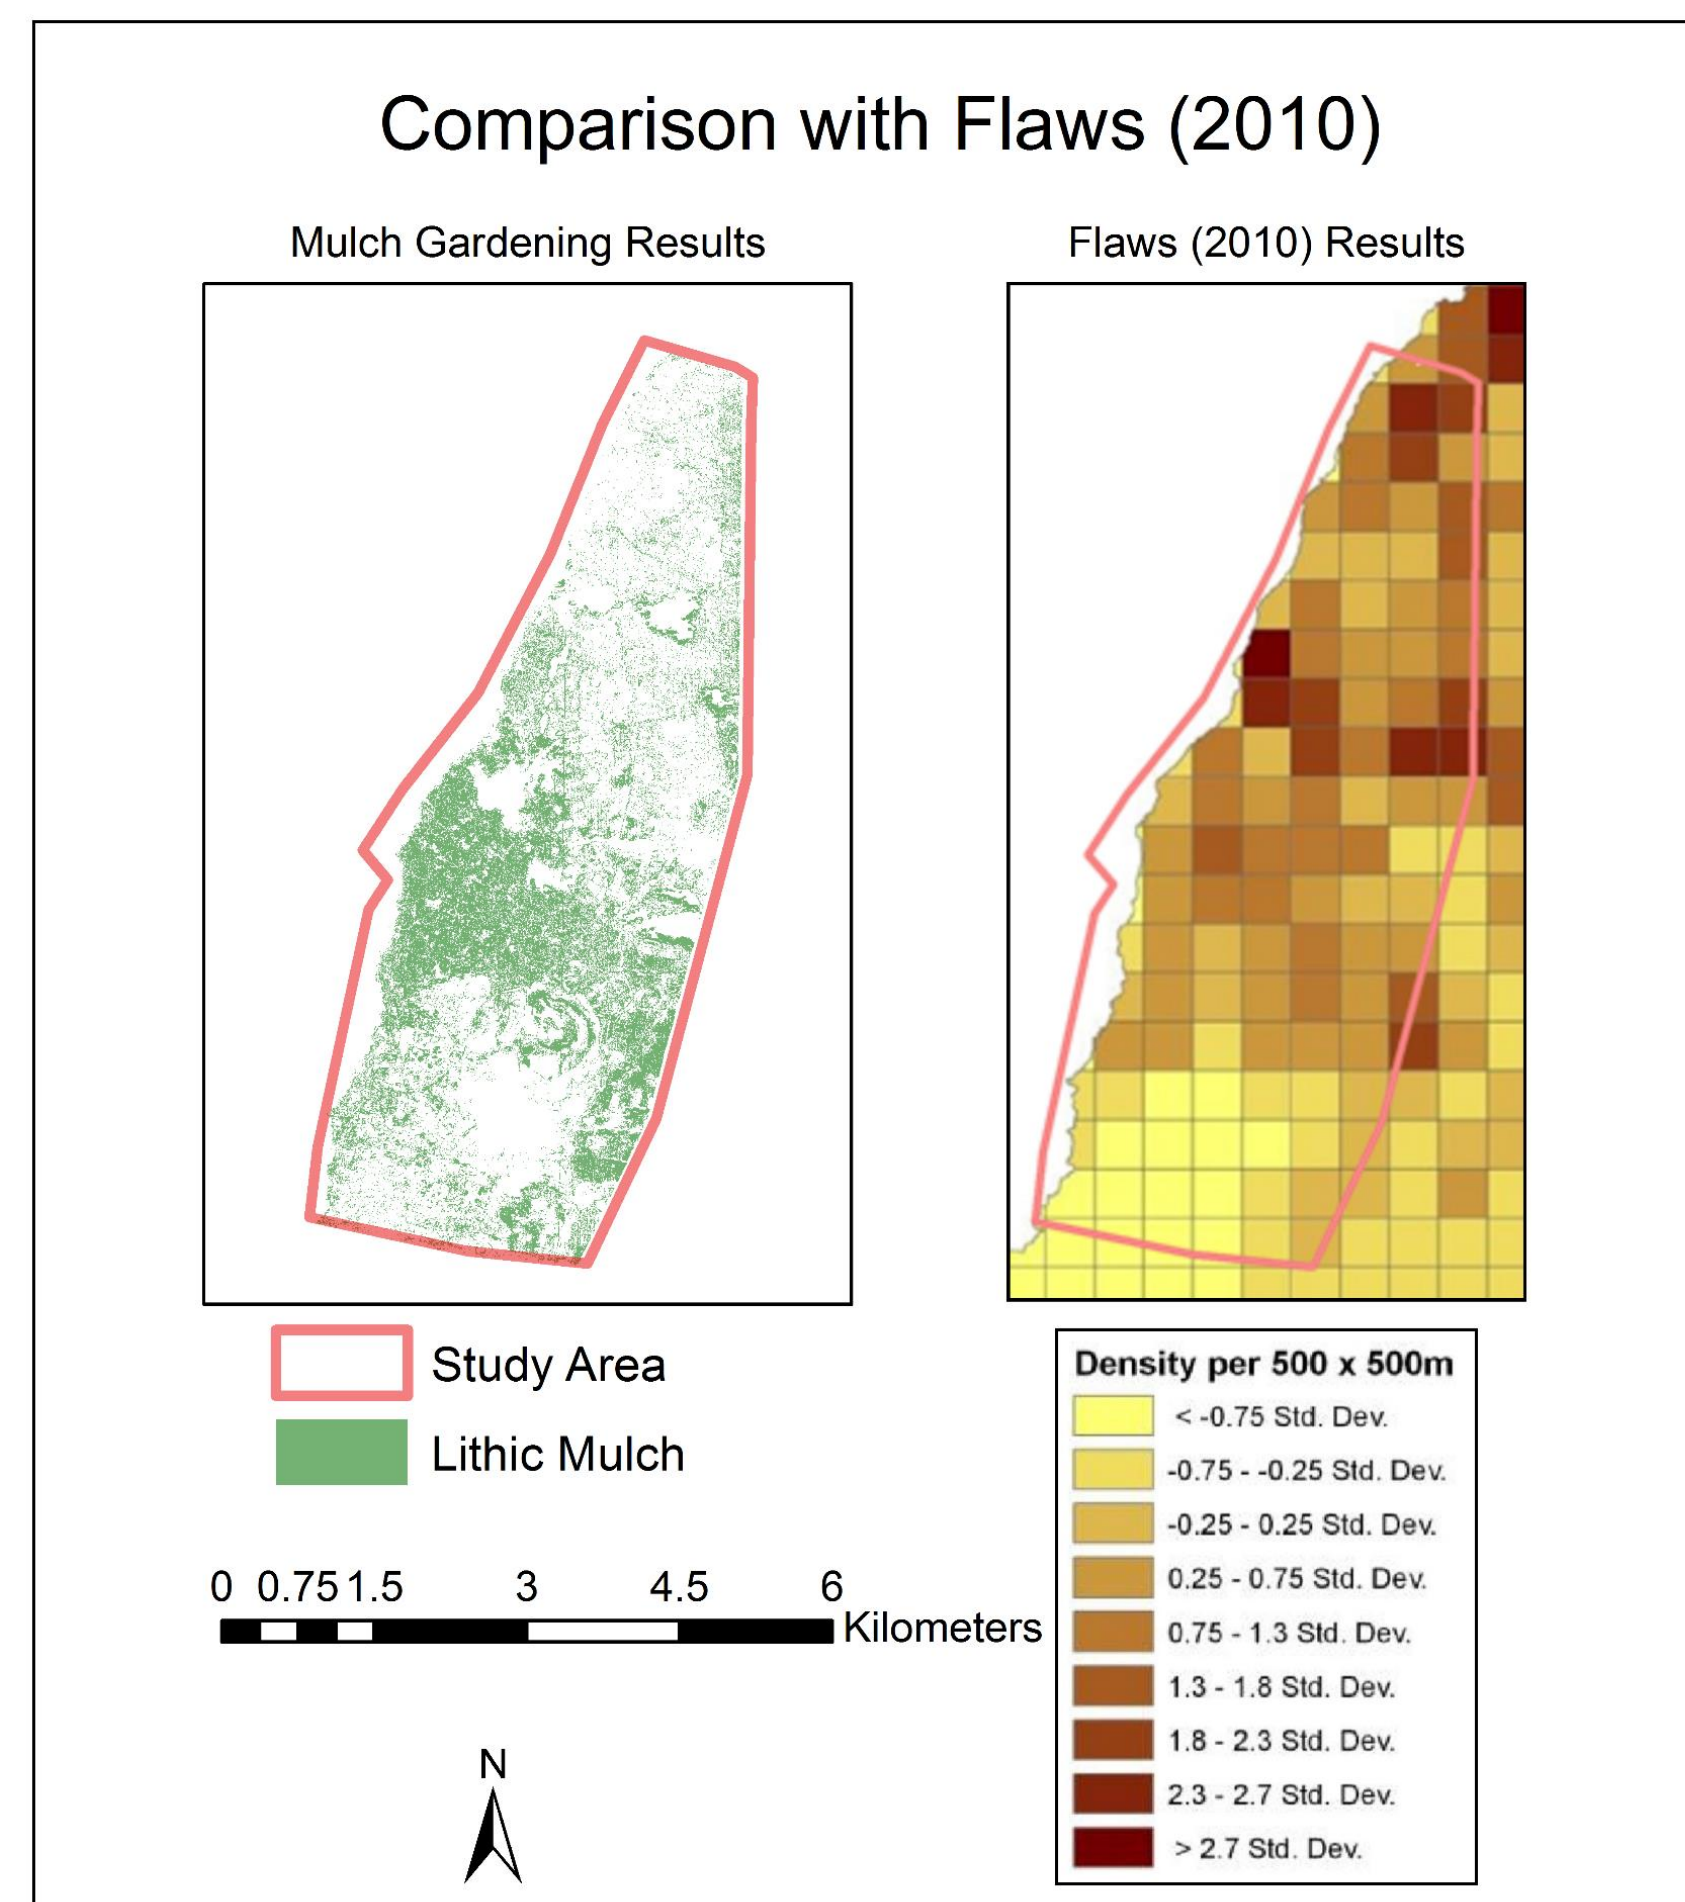 Comparison with Flaws (2010)
Mulch Gardening Results
Flaws (2010) Results
Study Area
Lithic Mulch
0 0.75 1.5 3 4.5 6
Kilometers
N
Density per 500 x 500m
< -0.75 Std. Dev.
-0.75 - -0.25 Std. Dev.
-0.25 - 0.25 Std. Dev.
0.25 - 0.75 Std. Dev.
0.75 - 1.3 Std. Dev.
1.3 - 1.8 Std. Dev.
1.8 - 2.3 Std. Dev.
2.3 - 2.7 Std. Dev.
> 2.7 Std. Dev.